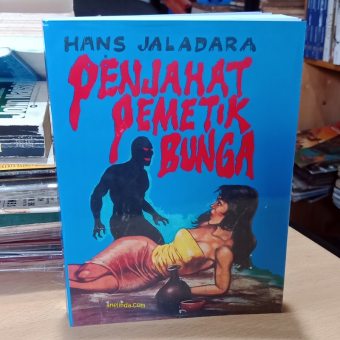 HANS JALADARA
PENJAHAT
PEMETIK
BUNGA